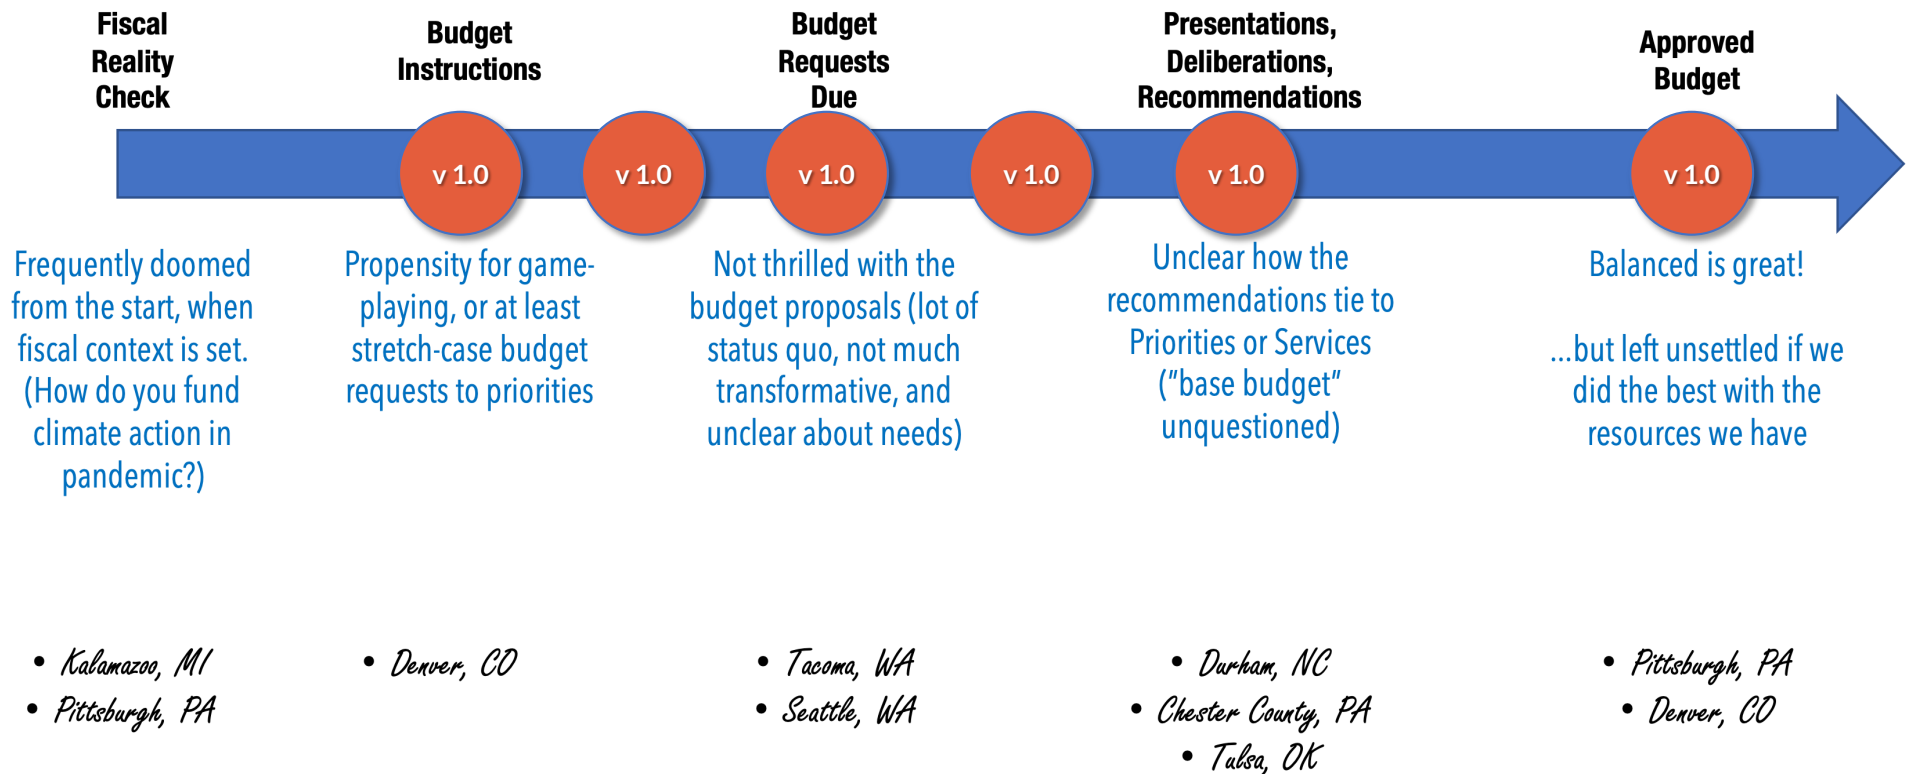 Fiscal
Reality
Check
Budget
Instructions
Budget
Requests
Due
Presentations,
Deliberations,
Recommendations
Approved
Budget
v 1.0
v 1.0
v 1.0
v 1.0
v 1.0
v 1.0
Frequently doomed
from the start, when
fiscal context is set.
(How do you fund
climate action in
pandemic?)
Propensity for game-
playing, or at least
stretch-case budget
requests to priorities
Not thrilled with the
budget proposals (lot of
status quo, not much
transformative, and
unclear about needs)
Unclear how the
recommendations tie to
Priorities or Services
("base budget"
unquestioned)
Balanced is great!
...but left unsettled if we
did the best with the
resources we have
• Kalamazoo, MI
• Pittsburgh, PA
• Denver, CO
• Tacoma, WA
• Seattle, WA
• Durham, NC
• Chester County, PA
• Tulsa, OK
• Pittsburgh, PA
• Denver, CO